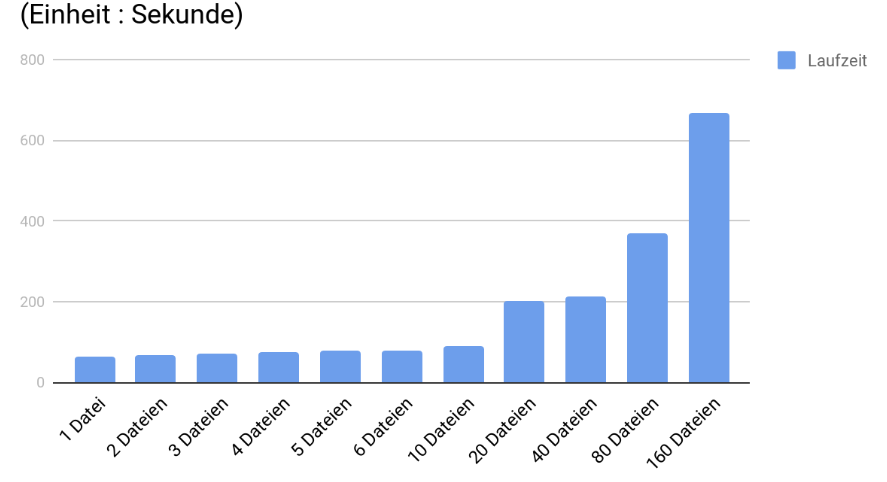 (Einheit : Sekunde)
800
Laufzeit
600
400
200
0
1 Datei
2 Dateien
3 Dateien
4 Dateien
5 Dateien
6 Dateien
10 Dateien
20 Dateien
40 Dateien
80 Dateien
160 Dateien